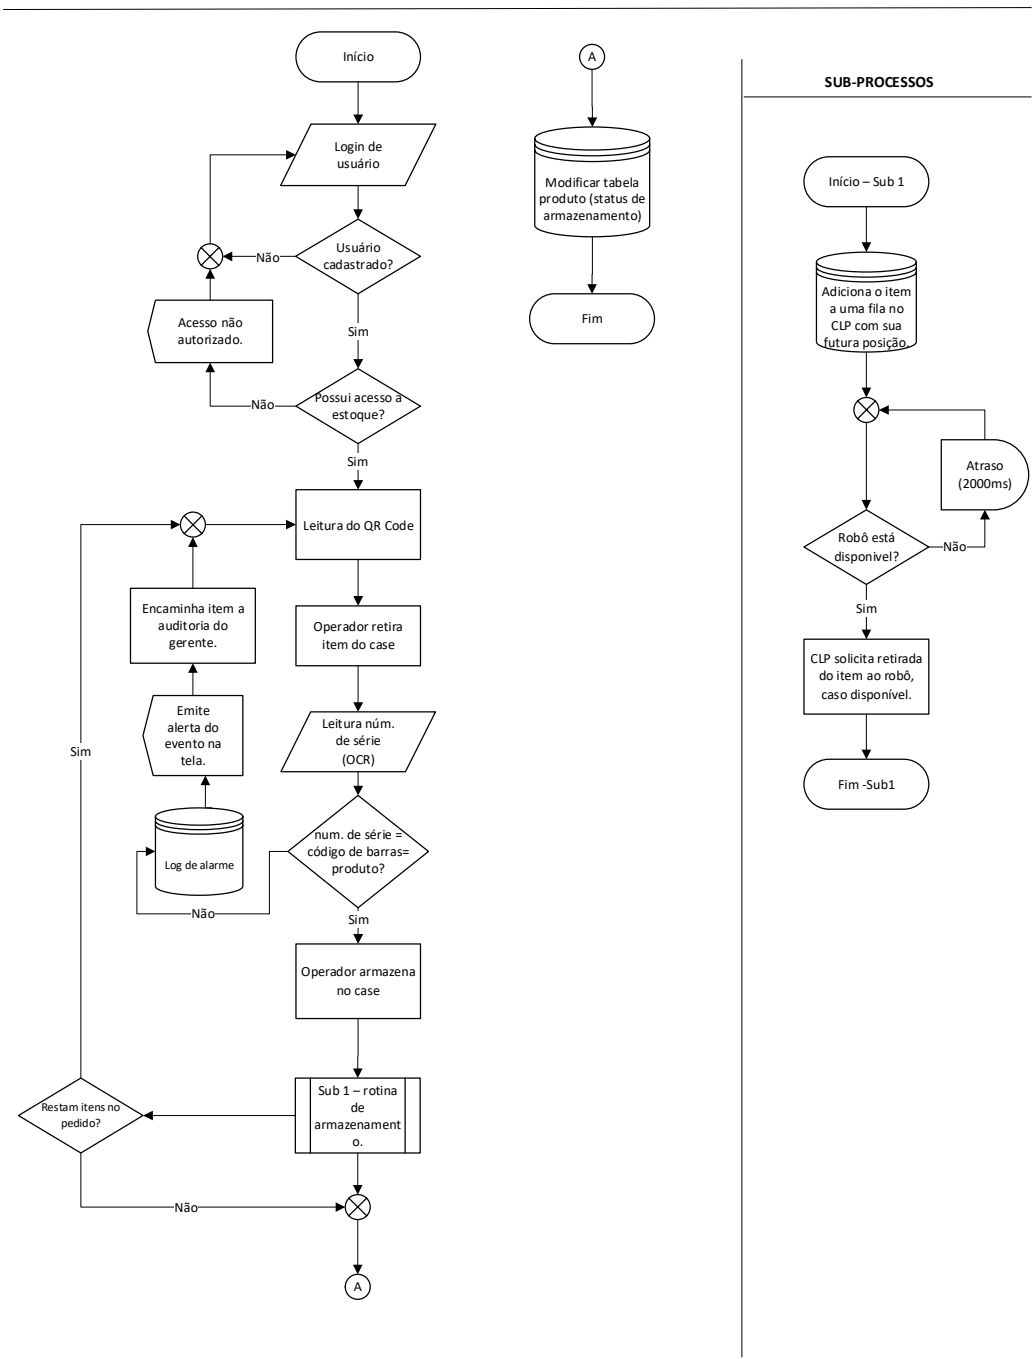 Início
Login de
usuário
Usuário
cadastrado?
Não
Acesso não
autorizado.
Sim
Possui acesso a
estoque?
Não
Sim
Leitura do QR Code
Encaminha item a
auditoria do
gerente.
Operador retira
item do case
Emite
alerta do
evento na
tela.
Leitura núm.
de série
(OCR)
Sim
Log de alarme
num. de série =
código de barras=
produto?
Não
Sim
Operador armazena
no case
Restam itens no
pedido?
Sub 1 – rotina
de
armazenament
o.
Não
A
A
Modificar tabela
produto (status de
armazenamento)
Fim
SUB-PROCESSOS
Início – Sub 1
Adiciona o item
a uma fila no
CLP com sua
futura posição.
Atraso
(2000ms)
Robô está
disponivel?
Não
Sim
CLP solicita retirada
do item ao robô,
caso disponível.
Fim -Sub1